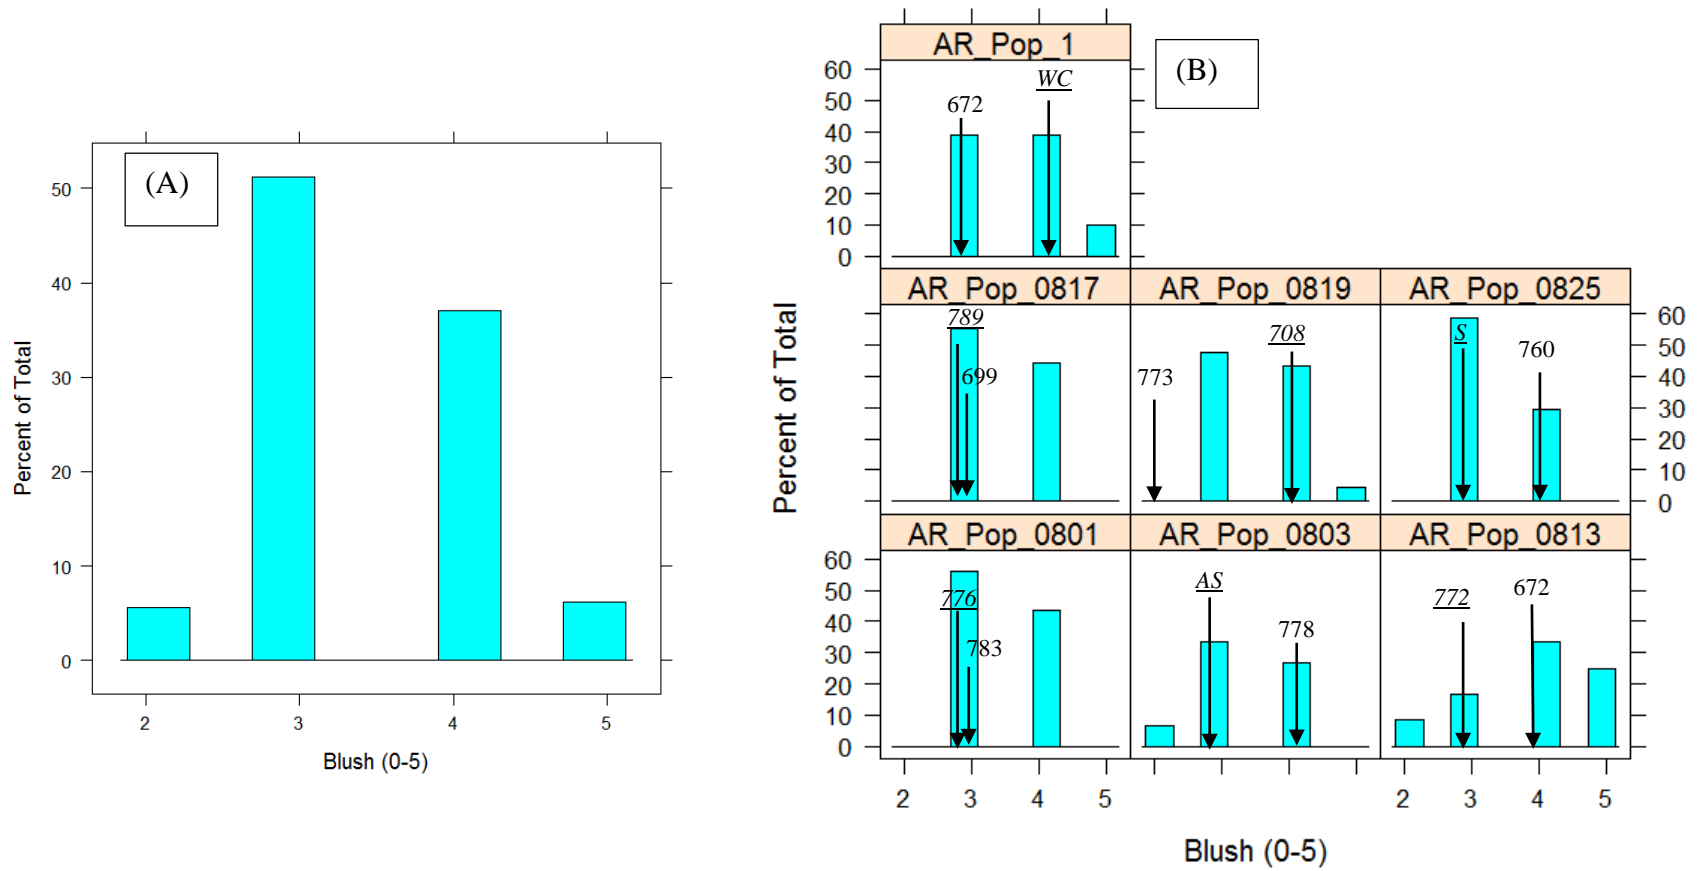 (A)
50
40
30
20
10
0
Percent of Total
2 3 4 5
Blush (0-5)
(B)
Percent of Total
AR_Pop_1
60
50
40
30
20
10
0
672
WC
AR_Pop_0817 AR_Pop_0819 AR_Pop_0825
789
699
773
708
S
760
60
50
40
30
20
10
0
AR_Pop_0801 AR_Pop_0803 AR_Pop_0813
60
50
40
30
20
10
0
776
783
AS
778
772
672
2 3 4 5 2 3 4 5
Blush (0-5)